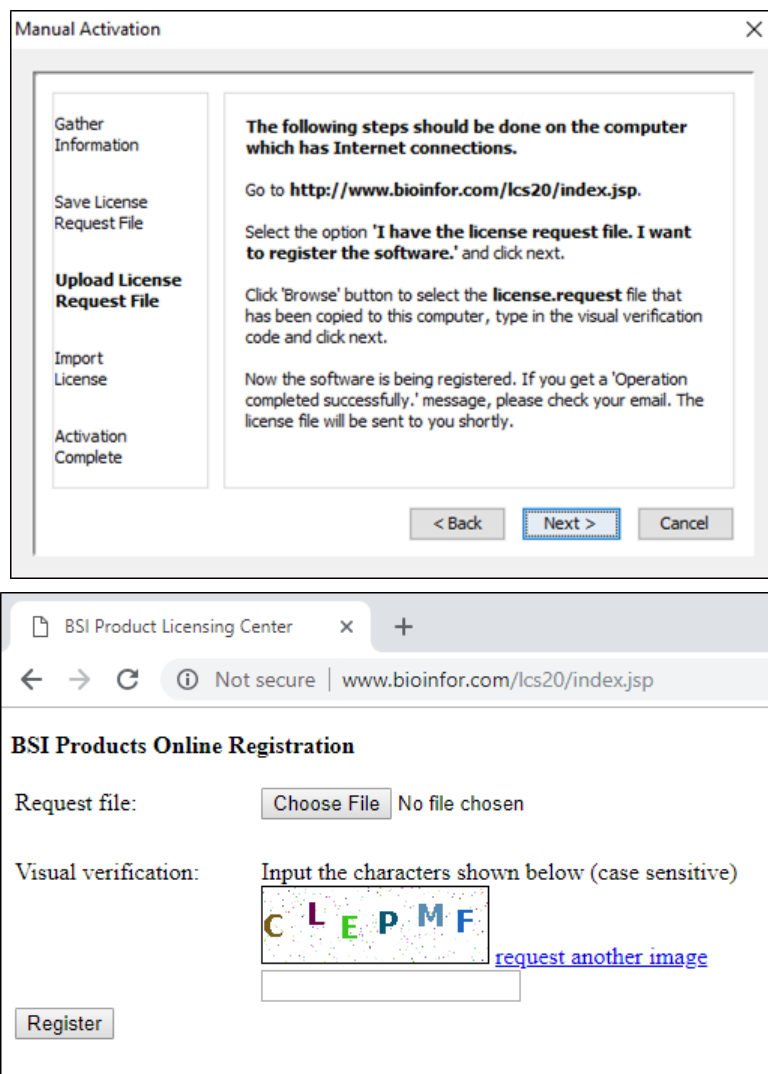 Manual Activation
Gather
Information
Save License
Request File
Upload License
Request File
Import
License
Activation
Complete
The following steps should be done on the computer
which has Internet connections.
Go to http://www.bioinfor.com/lcs20/index.jsp.
Select the option 'I have the license request file. I want
to register the software.' and click next.
Click 'Browse' button to select the license.request file that
has been copied to this computer, type in the visual verification
code and click next.
Now the software is being registered. If you get a 'Operation
completed successfully.' message, please check your email. The
license file will be sent to you shortly.
< Back
Next >
Cancel
BSI Product Licensing Center
Not secure | www.bioinfor.com/lcs20/index.jsp
BSI Products Online Registration
Request file: Choose File No file chosen
Visual verification: Input the characters shown below (case sensitive)
C L E P M F
request another image
Register